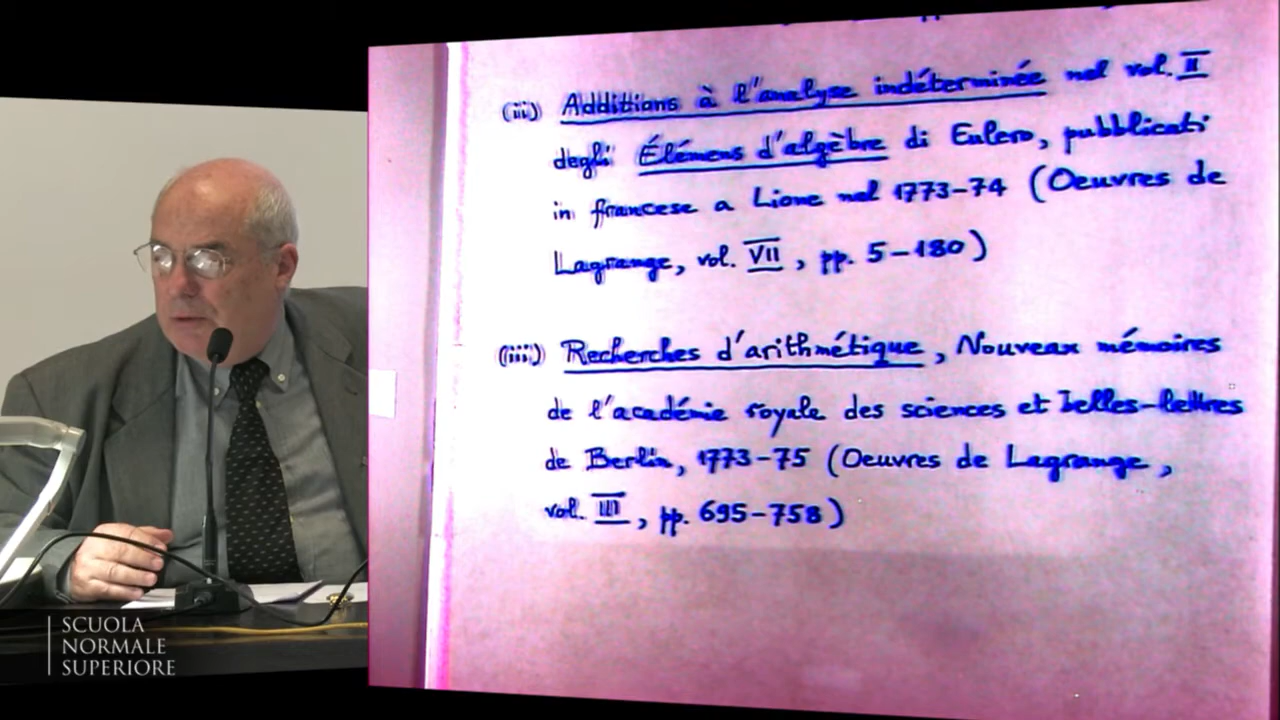 (ii) Additions à l'analyse indéterminée nel vol. II
degli Élémens d'algèbre di Eulero, pubblicati
in francese a Lione nel 1773-74 (Oeuvres de
Lagrange, vol. VII, pp. 5-180)
(iii) Recherches d'arithmétique, Nouveax mémoires
de l'académie royale des sciences et belles-lettres
de Berlin, 1773-75 (Oeuvres de Lagrange,
vol. III, pp. 695-758)
SCUOLA
NORMALE
SUPERIORE